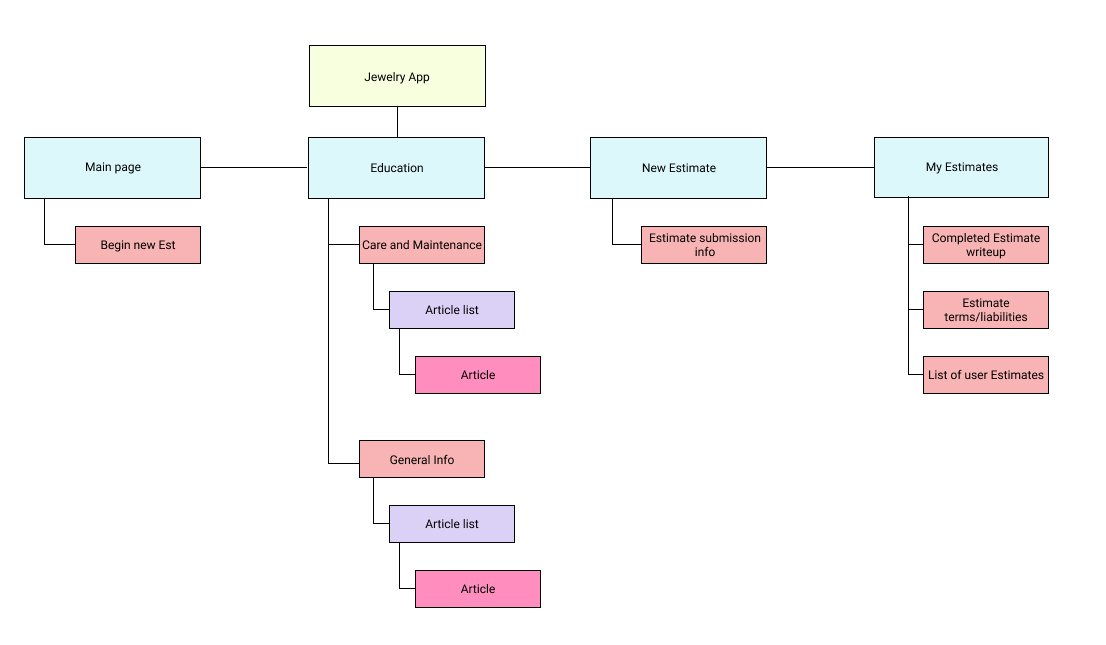 Jewelry App
Main page
Education
New Estimate
My Estimates
Begin new Est
Care and Maintenance
Estimate submission
info
Completed Estimate
writeup
Article list
Estimate
terms/liabilities
Article
List of user Estimates
General Info
Article list
Article